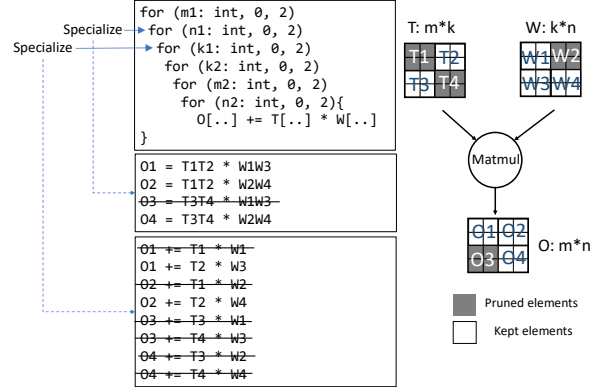 Specialize
Specialize
for (m1: int, 0, 2)
for (n1: int, 0, 2)
for (k1: int, 0, 2)
for (k2: int, 0, 2)
for (m2: int, 0, 2)
for (n2: int, 0, 2){
O[..] += T[..] * W[..]
}
O1 = T1T2 * W1W3
O2 = T1T2 * W2W4
O3 = T3T4 * W1W3
O4 = T3T4 * W2W4
O1 += T1 * W1
O1 += T2 * W3
O2 += T1 * W2
O2 += T2 * W4
O3 += T3 * W1
O3 += T4 * W3
O4 += T3 * W2
O4 += T4 * W4
T: m*k
W: k*n
T1 T2
T3 T4
W1 W2
W3 W4
Matmul
O1 O2
O3 O4
O: m*n
Pruned elements
Kept elements